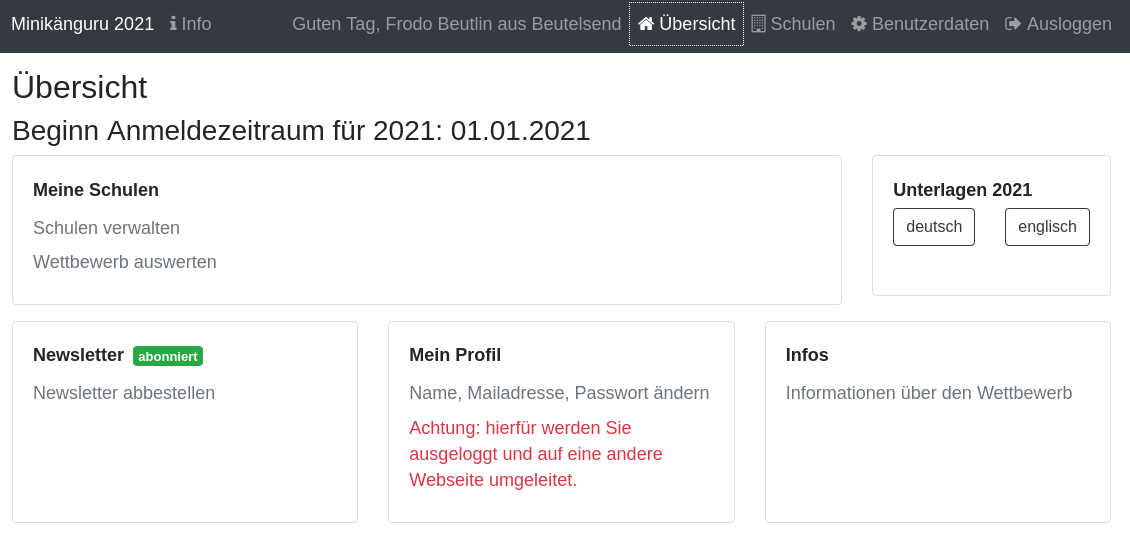 Minikänguru 2021 Info Guten Tag, Frodo Beutlin aus Beutelsend Übersicht Schulen Benutzerdaten Ausloggen
Übersicht
Beginn Anmeldezeitraum für 2021: 01.01.2021
Meine Schulen
Schulen verwalten
Wettbewerb auswerten
Unterlagen 2021
deutsch englisch
Newsletter abonniert
Newsletter abbestellen
Mein Profil
Name, Mailadresse, Passwort ändern
Achtung: hierfür werden Sie
ausgeloggt und auf eine andere
Webseite umgeleitet.
Infos
Informationen über den Wettbewerb